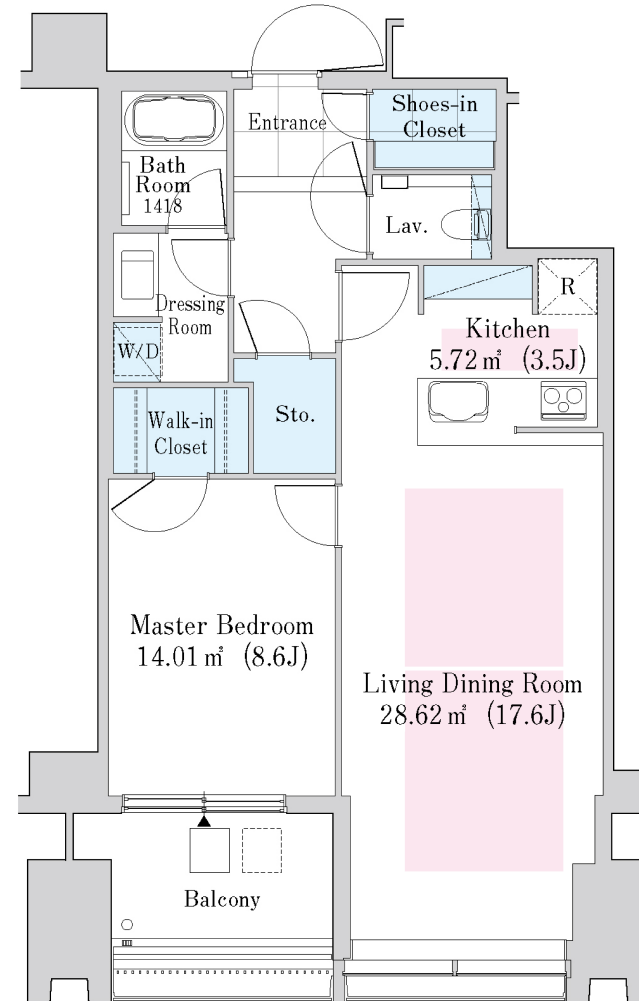 Entrance
Shoes-in
Closet
Bath
Room
1418
Lav.
Dressing
Room
R
Kitchen
5.72㎡ (3.5J)
W/D
Walk-in
Closet
Sto.
Master Bedroom
14.01㎡ (8.6J)
Living Dining Room
28.62㎡ (17.6J)
Balcony